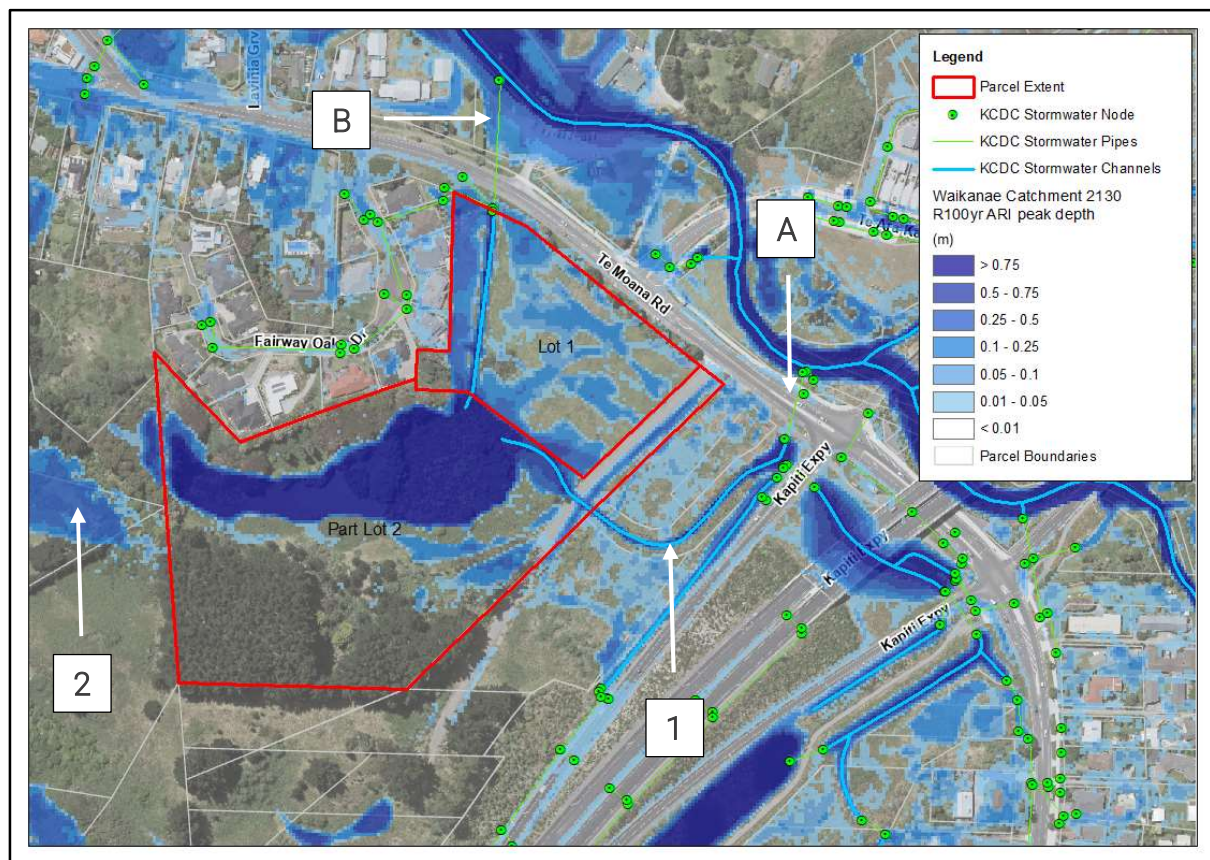 Lavinia Grv
B
A
Te Moana Rd
Fairway Oaks Dr
Lot 1
Part Lot 2
Kapiti Expy
Kapiti Expy
Kapiti Expy
2
1
Legend
Parcel Extent
KCDC Stormwater Node
KCDC Stormwater Pipes
KCDC Stormwater Channels
Waikanae Catchment 2130
R100yr ARI peak depth
(m)
> 0.75
0.5 - 0.75
0.25 - 0.5
0.1 - 0.25
0.05 - 0.1
0.01 - 0.05
< 0.01
Parcel Boundaries